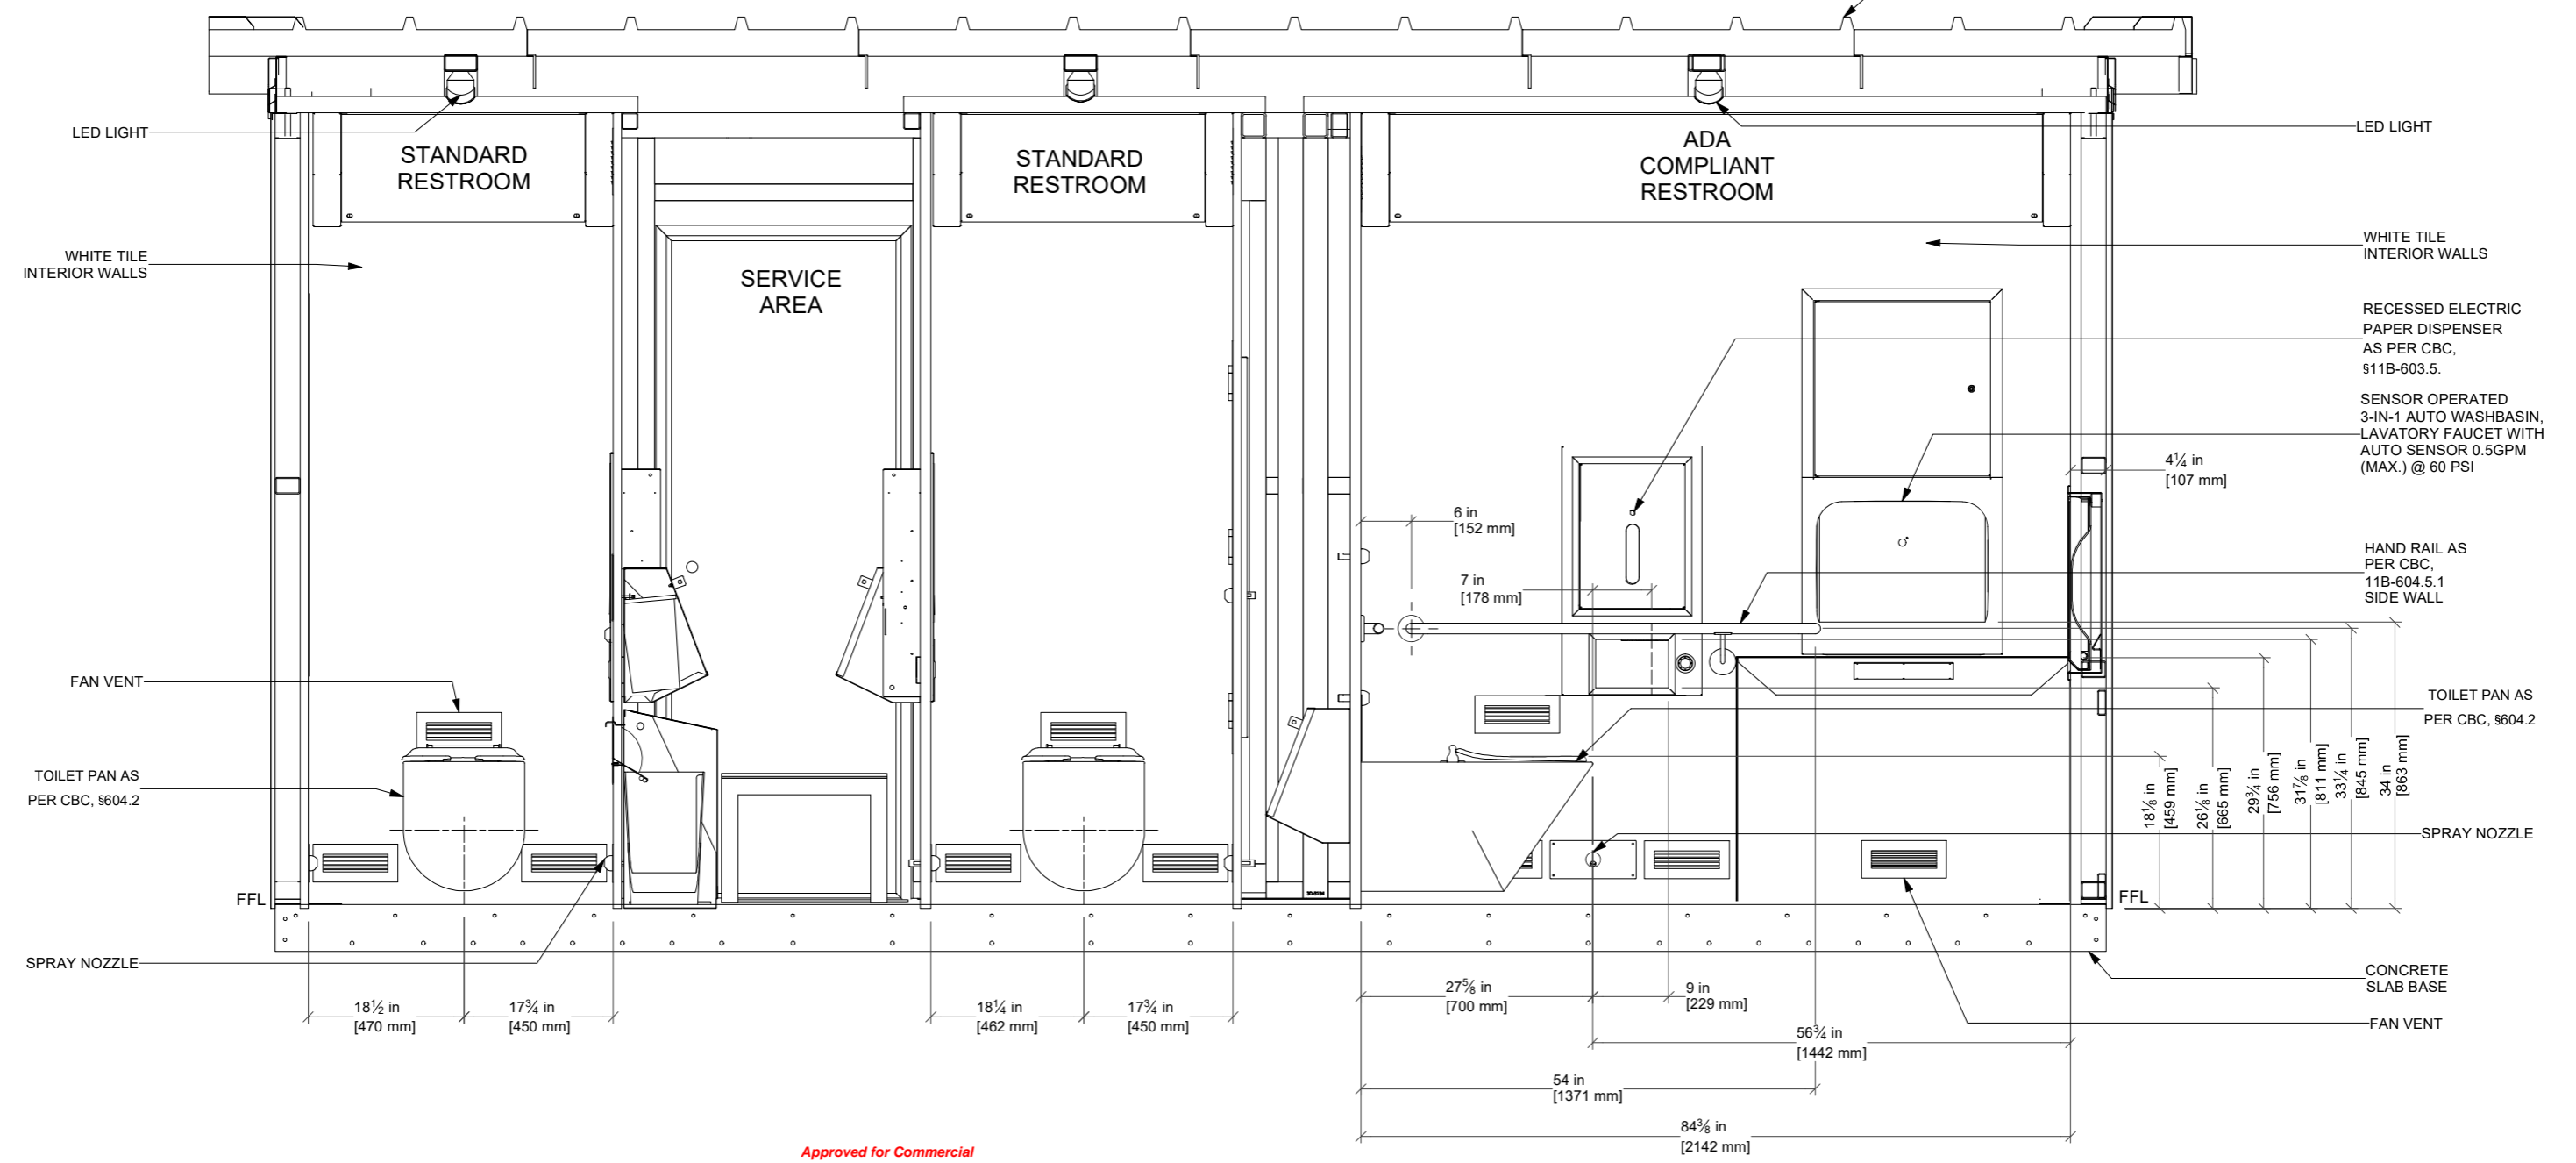 LED LIGHT
STANDARD
RESTROOM
STANDARD
RESTROOM
ADA
COMPLIANT
RESTROOM
LED LIGHT
WHITE TILE
INTERIOR WALLS
SERVICE
AREA
WHITE TILE
INTERIOR WALLS
RECESSED ELECTRIC
PAPER DISPENSER
AS PER CBC,
§11B-603.5.
SENSOR OPERATED
3-IN-1 AUTO WASHBASIN,
LAVATORY FAUCET WITH
AUTO SENSOR 0.5GPM
(MAX.) @ 60 PSI
4¼ in
[107 mm]
6 in
[152 mm]
7 in
[178 mm]
HAND RAIL AS
PER CBC,
11B-604.5.1
SIDE WALL
FAN VENT
TOILET PAN AS
PER CBC, §604.2
TOILET PAN AS
PER CBC, §604.2
18⅛ in
[459 mm]
26⅛ in
[665 mm]
29¾ in
[756 mm]
31⅞ in
[811 mm]
33¼ in
[845 mm]
34 in
[863 mm]
SPRAY NOZZLE
FFL
FFL
SPRAY NOZZLE
CONCRETE
SLAB BASE
18½ in
[470 mm]
17¾ in
[450 mm]
18¼ in
[462 mm]
17¾ in
[450 mm]
27⅝ in
[700 mm]
9 in
[229 mm]
FAN VENT
56¾ in
[1442 mm]
54 in
[1371 mm]
84⅜ in
[2142 mm]
Approved for Commercial